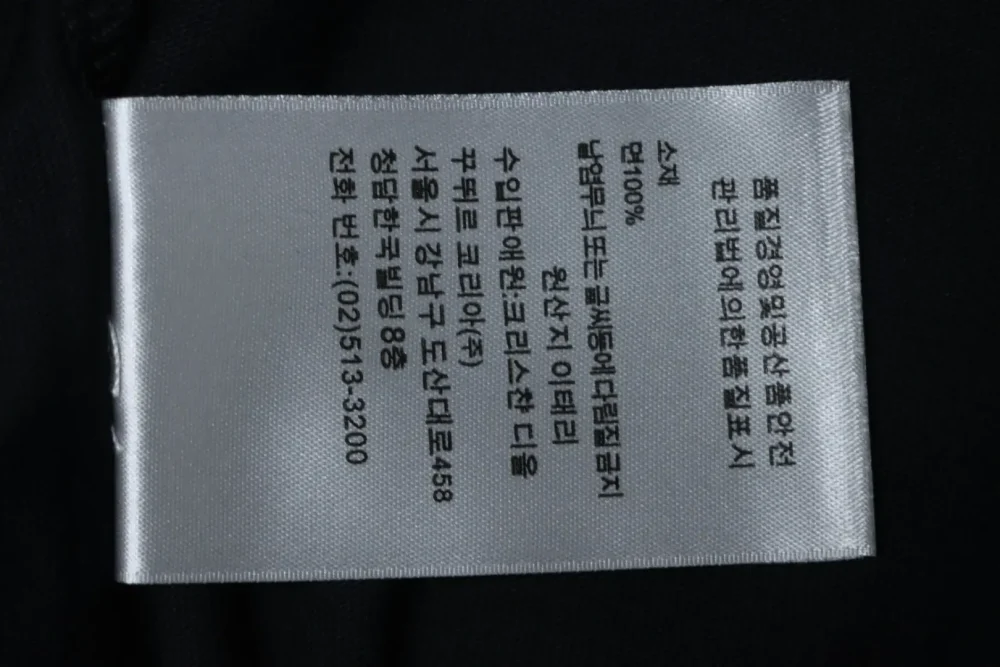 품질경영및공산품안전
관리법에의한품질표시
소재
면100%
날염무늬또는글씨등에다림질금지
원산지 이태리
수입판매원:크리스챤 디올
꾸뛰르 코리아(주)
서울시 강남구 도산대로458
청담한국빌딩 8층
전화 번호:(02)513-3200